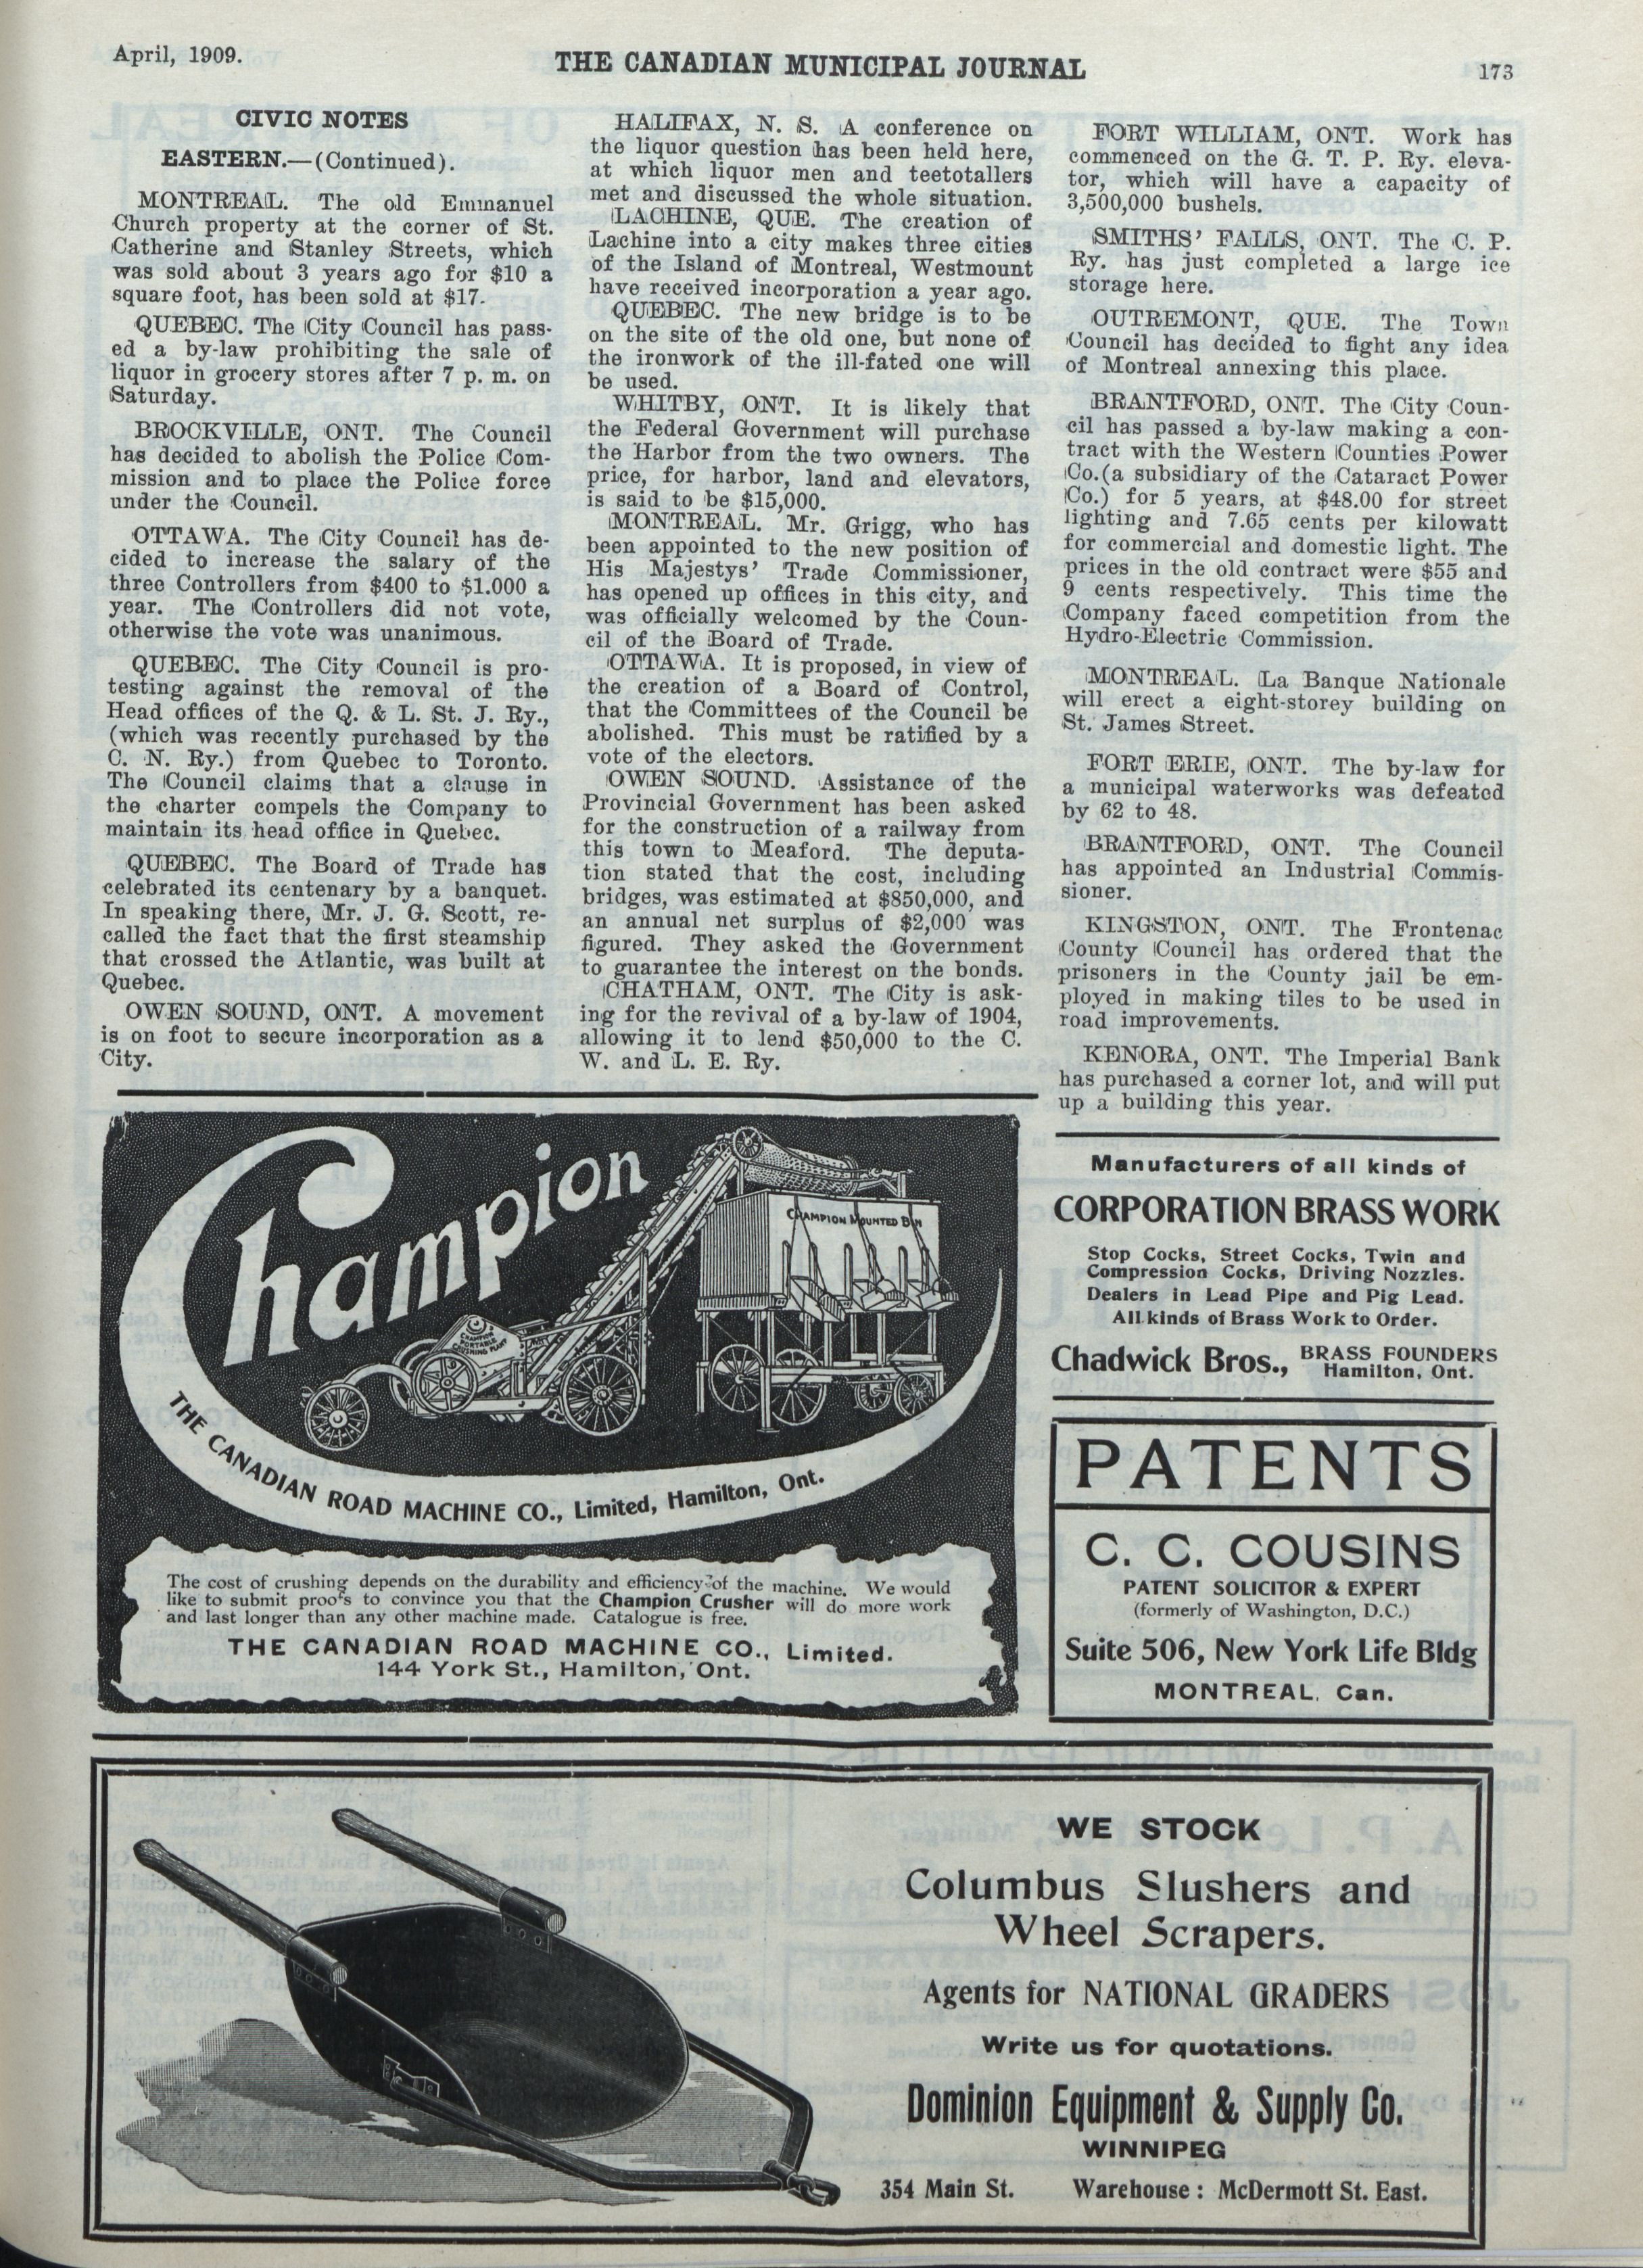 April, 1909.
THE CANADIAN MUNICIPAL JOURNAL
173
CIVIC NOTES
EASTERN.—(Continued).
MONTREAL. The old Emmanuel
Church property at the corner of St.
Catherine and Stanley Streets, which
was sold about 3 years ago for $10 a
square foot, has been sold at $17.
QUEBEC. The City Council has pass-
ed a by-law prohibiting the sale of
liquor in grocery stores after 7 p. m. on
Saturday.
BROCKVILLE, ONT. The Council
has decided to abolish the Police Com-
mission and to place the Police force
under the Council.
OTTAWA. The City Council has de-
cided to increase the salary of the
three Controllers from $400 to $1.000 a
year. The Controllers did not vote,
otherwise the vote was unanimous.
QUEBEC. The City Council is pro-
testing against the removal of the
Head offices of the Q. & L. St. J. Ry.,
(which was recently purchased by the
C. N. Ry.) from Quebec to Toronto.
The Council claims that a clause in
the charter compels the Company to
maintain its head office in Quebec.
QUEBEC. The Board of Trade has
celebrated its centenary by a banquet.
In speaking there, Mr. J. G. Scott, re-
called the fact that the first steamship
that crossed the Atlantic, was built at
Quebec.
OWEN SOUND, ONT. A movement
is on foot to secure incorporation as a
City.
HALIFAX, N. S. A conference on
the liquor question has been held here,
at which liquor men and teetotallers
met and discussed the whole situation.
LACHINE, QUE. The creation of
Lachine into a city makes three cities
of the Island of Montreal, Westmount
have received incorporation a year ago.
QUEBEC. The new bridge is to be
on the site of the old one, but none of
the ironwork of the ill-fated one will
be used.
WHITBY, ONT. It is likely that
the Federal Government will purchase
the Harbor from the two owners. The
price, for harbor, land and elevators,
is said to be $15,000.
MONTREAL. Mr. Grigg, who has
been appointed to the new position of
His Majestys' Trade Commissioner,
has opened up offices in this city, and
was officially welcomed by the Coun-
cil of the Board of Trade.
OTTAWA. It is proposed, in view of
the creation of a Board of Control,
that the Committees of the Council be
abolished. This must be ratified by a
vote of the electors.
OWEN SOUND. Assistance of the
Provincial Government has been asked
for the construction of a railway from
this town to Meaford. The deputa-
tion stated that the cost, including
bridges, was estimated at $850,000, and
an annual net surplus of $2,000 was
figured. They asked the Government
to guarantee the interest on the bonds.
CHATHAM, ONT. The City is ask-
ing for the revival of a by-law of 1904,
allowing it to lend $50,000 to the C.
W. and L. E. Ry.
FORT WILLIAM, ONT. Work has
commenced on the G. T. P. Ry. eleva-
tor, which will have a capacity of
3,500,000 bushels.
SMITHS' FALLS, ONT. The C. P.
Ry. has just completed a large ice
storage here.
OUTREMONT, QUE. The Town
Council has decided to fight any idea
of Montreal annexing this place.
BRANTFORD, ONT. The City Coun-
cil has passed a by-law making a con-
tract with the Western Counties Power
Co.(a subsidiary of the Cataract Power
Co.) for 5 years, at $48.00 for street
lighting and 7.65 cents per kilowatt
for commercial and domestic light. The
prices in the old contract were $55 and
9 cents respectively. This time the
Company faced competition from the
Hydro-Electric Commission.
MONTREAL. La Banque Nationale
will erect a eight-storey building on
St. James Street.
FORT ERIE, ONT. The by-law for
a municipal waterworks was defeated
by 62 to 48.
BRANTFORD, ONT. The Council
has appointed an Industrial Commis-
sioner.
KINGSTON, ONT. The Frontenac
County Council has ordered that the
prisoners in the County jail be em-
ployed in making tiles to be used in
road improvements.
KENORA, ONT. The Imperial Bank
has purchased a corner lot, and will put
up a building this year.
Champion
CHAMPION MOUNTED BIN
CHAMPION
PORTABLE
CRUSHING PLANT
THE CANADIAN ROAD MACHINE CO., Limited, Hamilton, Ont.
The cost of crushing depends on the durability and efficiency of the machine. We would
like to submit proofs to convince you that the Champion Crusher will do more work
and last longer than any other machine made. Catalogue is free.
THE CANADIAN ROAD MACHINE CO., Limited.
144 York St., Hamilton, Ont.
Manufacturers of all kinds of
CORPORATION BRASS WORK
Stop Cocks, Street Cocks, Twin and
Compression Cocks, Driving Nozzles.
Dealers in Lead Pipe and Pig Lead.
All kinds of Brass Work to Order.
Chadwick Bros., BRASS FOUNDERS
Hamilton, Ont.
PATENTS
C. C. COUSINS
PATENT SOLICITOR & EXPERT
(formerly of Washington, D.C.)
Suite 506, New York Life Bldg
MONTREAL, Can.
WE STOCK
Columbus Slushers and
Wheel Scrapers.
Agents for NATIONAL GRADERS
Write us for quotations.
Dominion Equipment & Supply Co.
WINNIPEG
354 Main St. Warehouse : McDermott St. East.